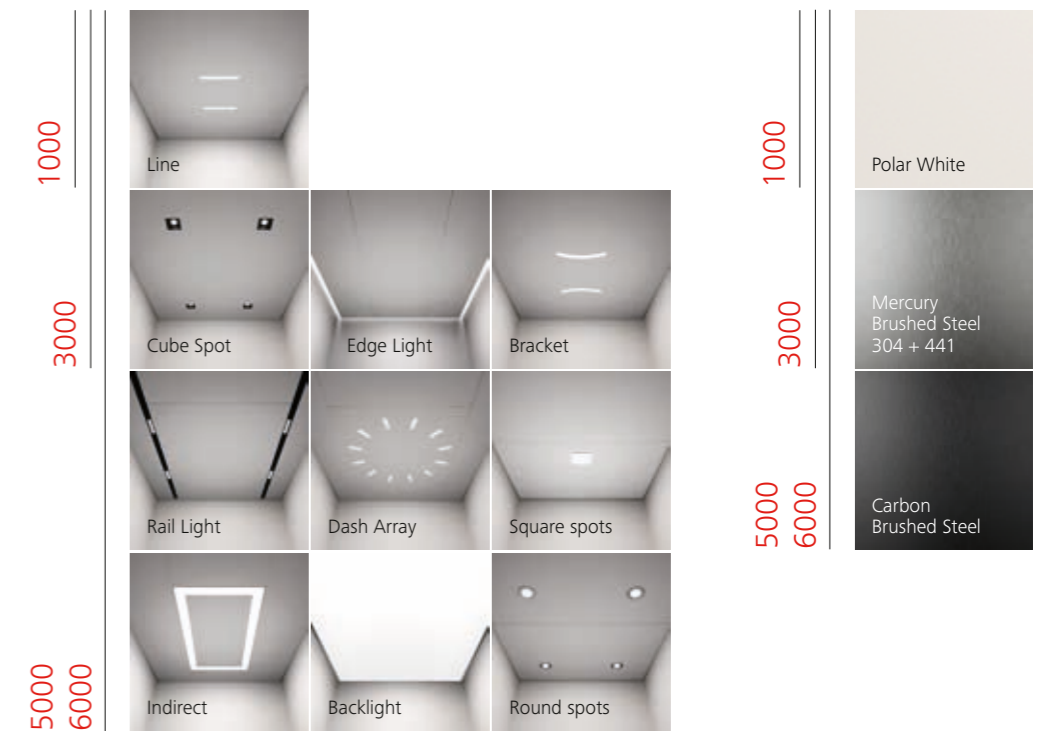 1000
Line
3000
Cube Spot
Edge Light
Bracket
Rail Light
Dash Array
Square spots
5000
6000
Indirect
Backlight
Round spots
1000
Polar White
3000
Mercury
Brushed Steel
304 + 441
5000
6000
Carbon
Brushed Steel